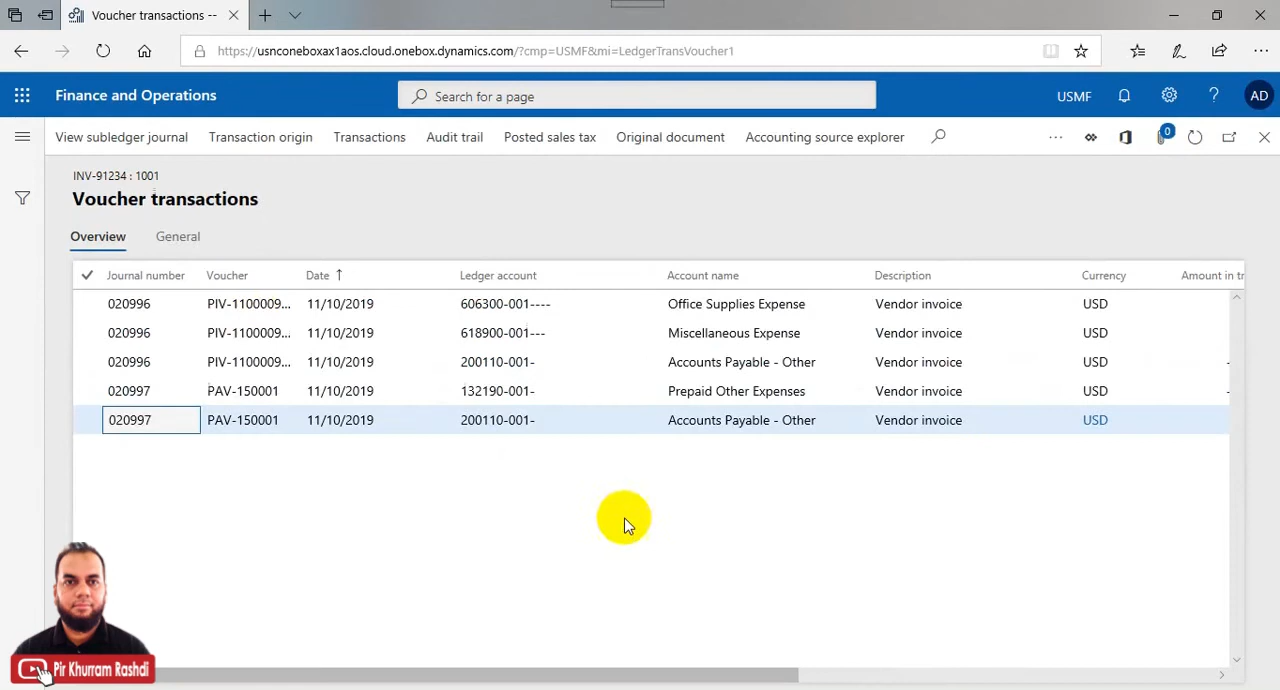 Voucher transactions --
https://usnconeboxax1aos.cloud.onebox.dynamics.com/?cmp=USMF&mi=LedgerTransVoucher1
Finance and Operations Search for a page USMF ? AD
View subledger journal Transaction origin Transactions Audit trail Posted sales tax Original document Accounting source explorer ... 0
INV-91234 : 1001
Voucher transactions
Overview General
Journal number Voucher Date ↑ Ledger account Account name Description Currency Amount in tr
020996 PIV-1100009... 11/10/2019 606300-001---- Office Supplies Expense Vendor invoice USD
020996 PIV-1100009... 11/10/2019 618900-001--- Miscellaneous Expense Vendor invoice USD
020996 PIV-1100009... 11/10/2019 200110-001- Accounts Payable - Other Vendor invoice USD -
020997 PAV-150001 11/10/2019 132190-001- Prepaid Other Expenses Vendor invoice USD -
020997 PAV-150001 11/10/2019 200110-001- Accounts Payable - Other Vendor invoice USD
Pir Khurram Rashdi